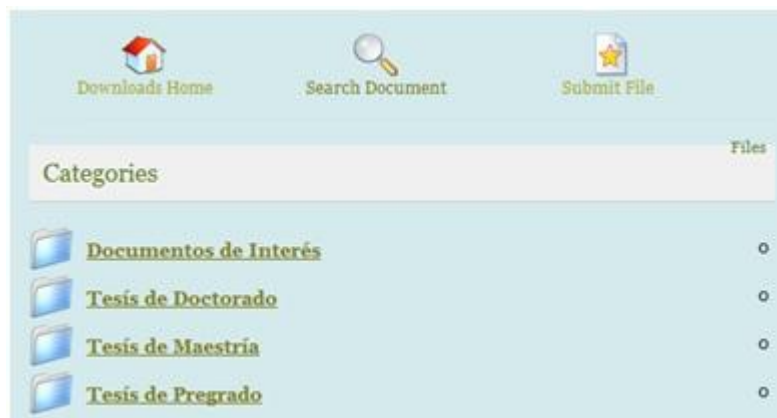 Downloads Home Search Document Submit File
Files
Categories
Documentos de Interés 0
Tesís de Doctorado 0
Tesís de Maestría 0
Tesís de Pregrado 0